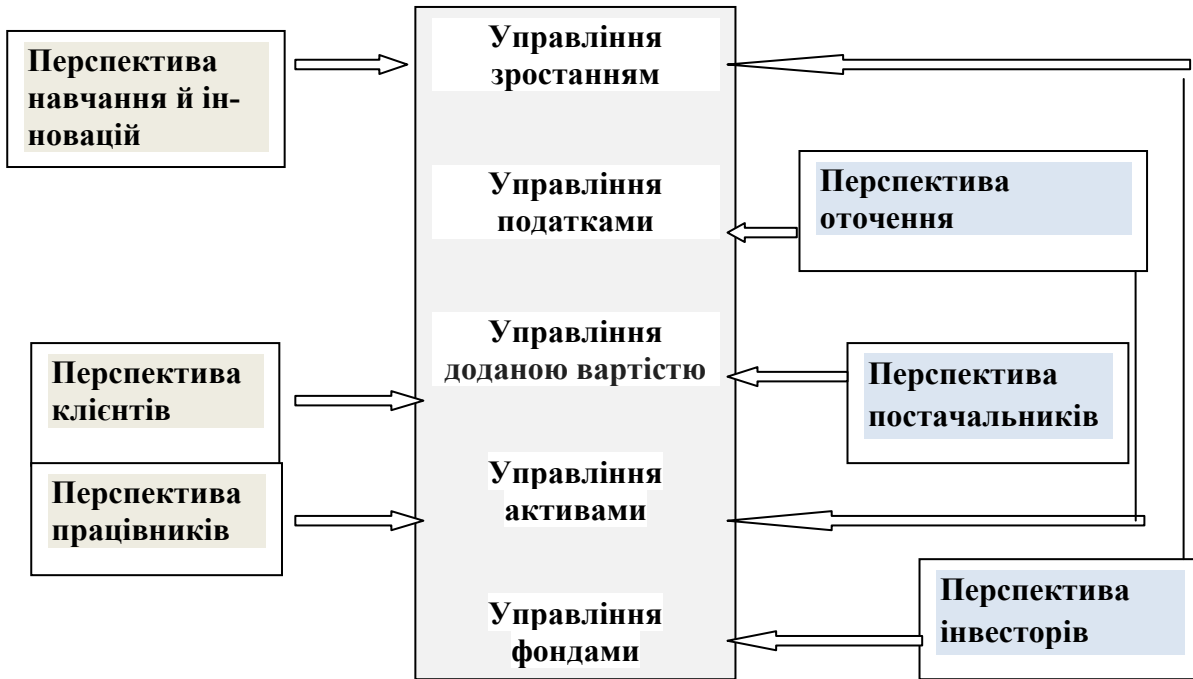 Управління
зростанням
Перспектива
навчання й ін-
новацій
Управління
податками
Перспектива
оточення
Управління
доданою вартістю
Перспектива
клієнтів
Перспектива
постачальників
Управління
активами
Перспектива
працівників
Управління
фондами
Перспектива
інвесторів